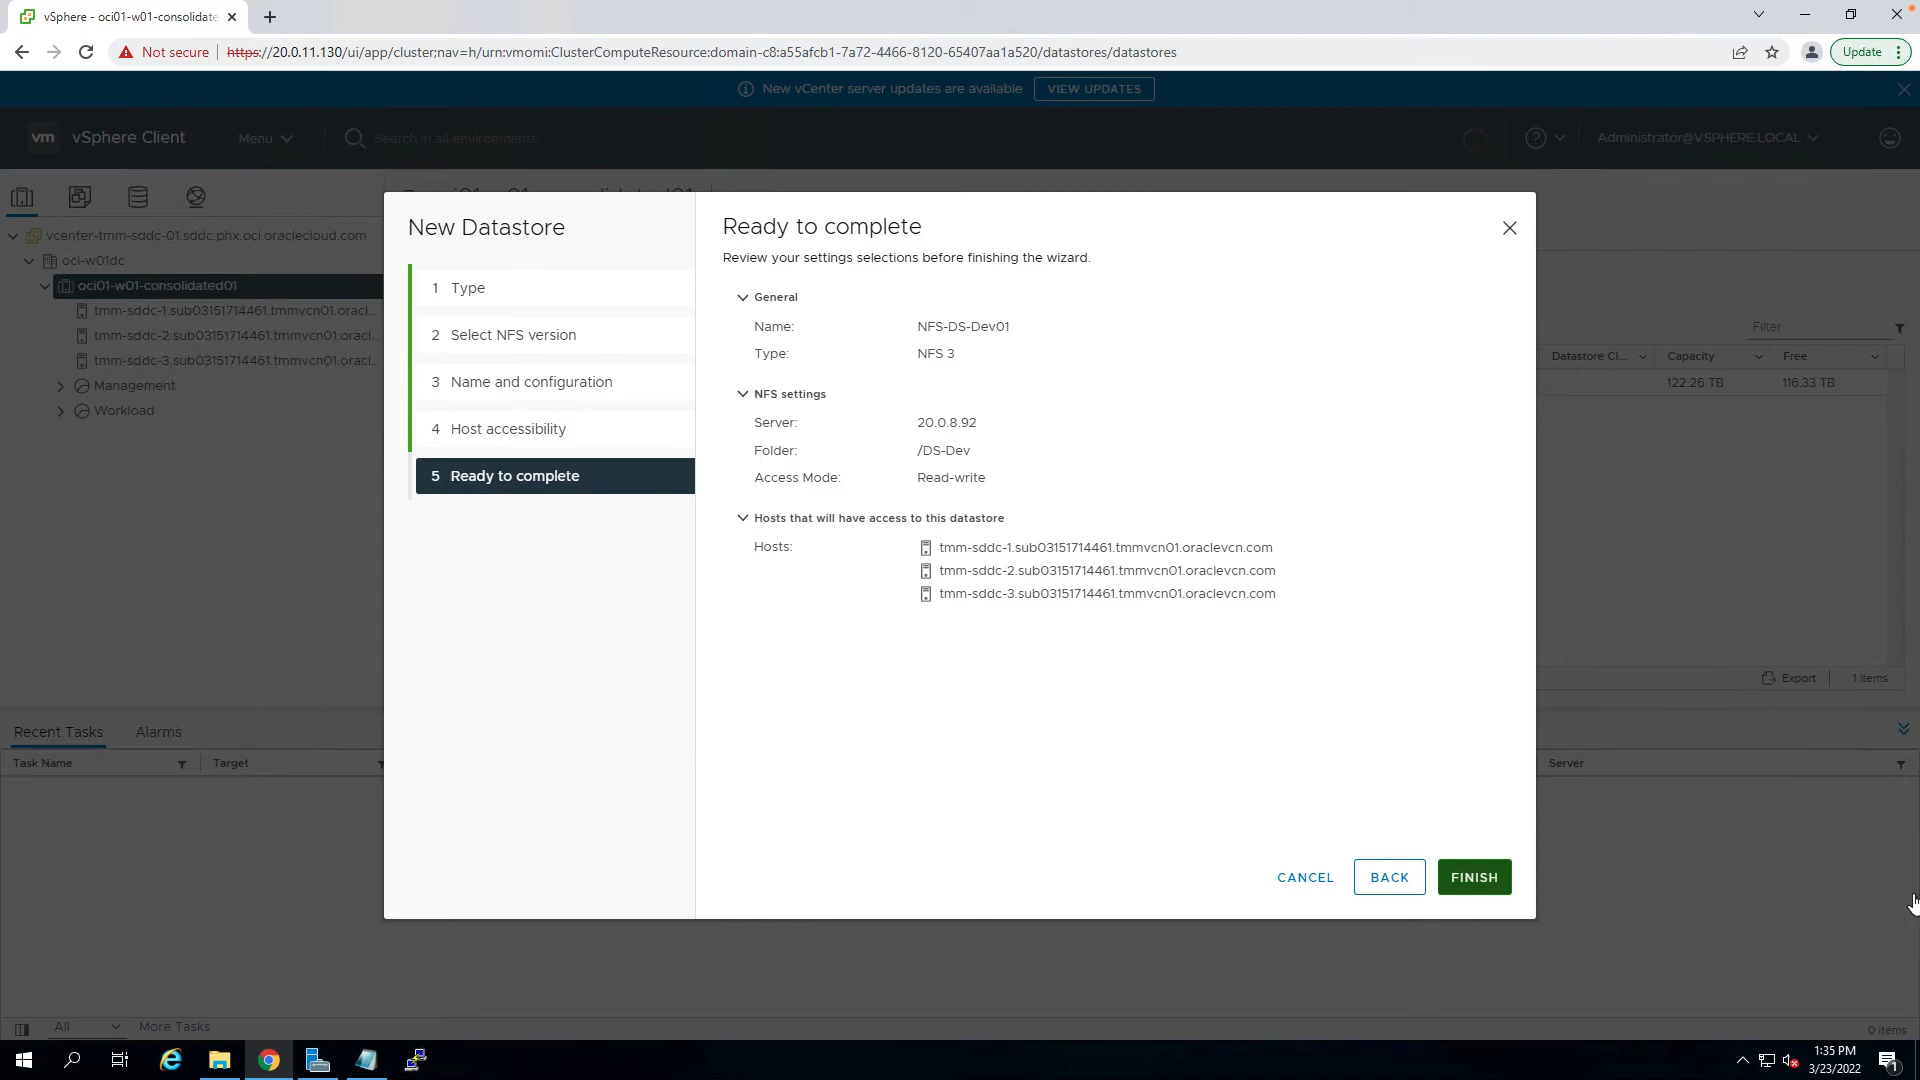 vSphere - oci01-w01-consolidate
Not secure
https://20.0.11.130/ui/app/cluster;nav=h/urn:vmomi:ClusterComputeResource:domain-c8:a55afcb1-7a72-4466-8120-65407aa1a520/datastores/datastores
Update
New vCenter server updates are available
VIEW UPDATES
vm
vSphere Client
Menu
Search in all environments
Administrator@VSPHERE.LOCAL
vcenter-tmm-sddc-01.sddc.phx.oci.oraclecloud.com
oci-w01dc
oci01-w01-consolidated01
tmm-sddc-1.sub03151714461.tmmvcn01.oracl...
tmm-sddc-2.sub03151714461.tmmvcn01.oracl...
tmm-sddc-3.sub03151714461.tmmvcn01.oracl...
Management
Workload
New Datastore
1 Type
2 Select NFS version
3 Name and configuration
4 Host accessibility
5 Ready to complete
Ready to complete
Review your settings selections before finishing the wizard.
General
Name: NFS-DS-Dev01
Type: NFS 3
NFS settings
Server: 20.0.8.92
Folder: /DS-Dev
Access Mode: Read-write
Hosts that will have access to this datastore
Hosts: tmm-sddc-1.sub03151714461.tmmvcn01.oraclevcn.com
tmm-sddc-2.sub03151714461.tmmvcn01.oraclevcn.com
tmm-sddc-3.sub03151714461.tmmvcn01.oraclevcn.com
CANCEL
BACK
FINISH
Filter
Datastore Cl... Capacity Free
122.26 TB 116.33 TB
Export 1 items
Recent Tasks Alarms
Task Name Target Server
All More Tasks 0 items
1:35 PM
3/23/2022
1